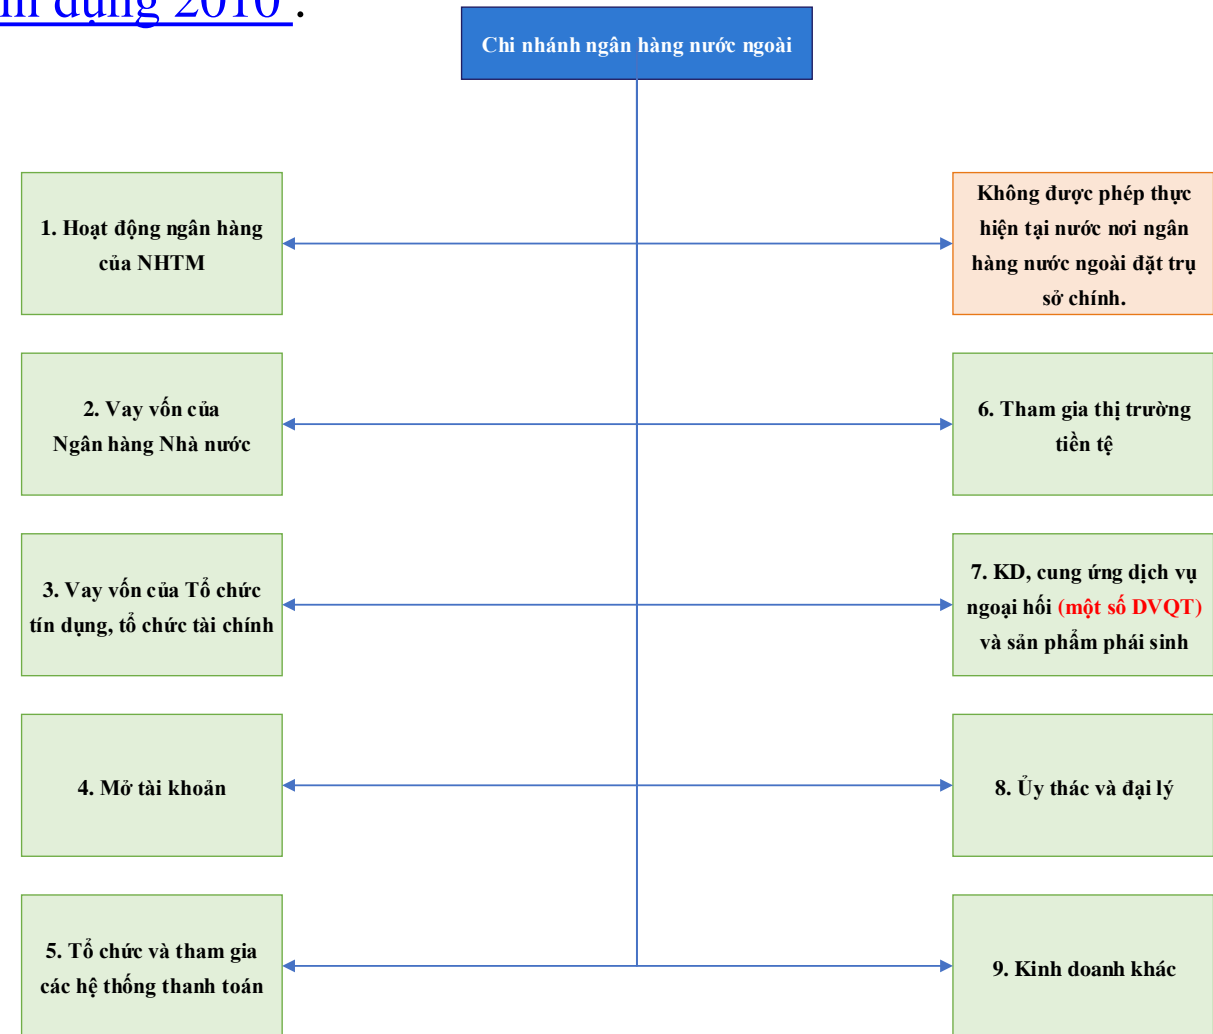 dụng 2010 .
Chi nhánh ngân hàng nước ngoài
1. Hoạt động ngân hàng
của NHTM
Không được phép thực
hiện tại nước nơi ngân
hàng nước ngoài đặt trụ
sở chính.
2. Vay vốn của
Ngân hàng Nhà nước
6. Tham gia thị trường
tiền tệ
3. Vay vốn của Tổ chức
tín dụng, tổ chức tài chính
7. KD, cung ứng dịch vụ
ngoại hối (một số DVQT)
và sản phẩm phái sinh
4. Mở tài khoản
8. Ủy thác và đại lý
5. Tổ chức và tham gia
các hệ thống thanh toán
9. Kinh doanh khác